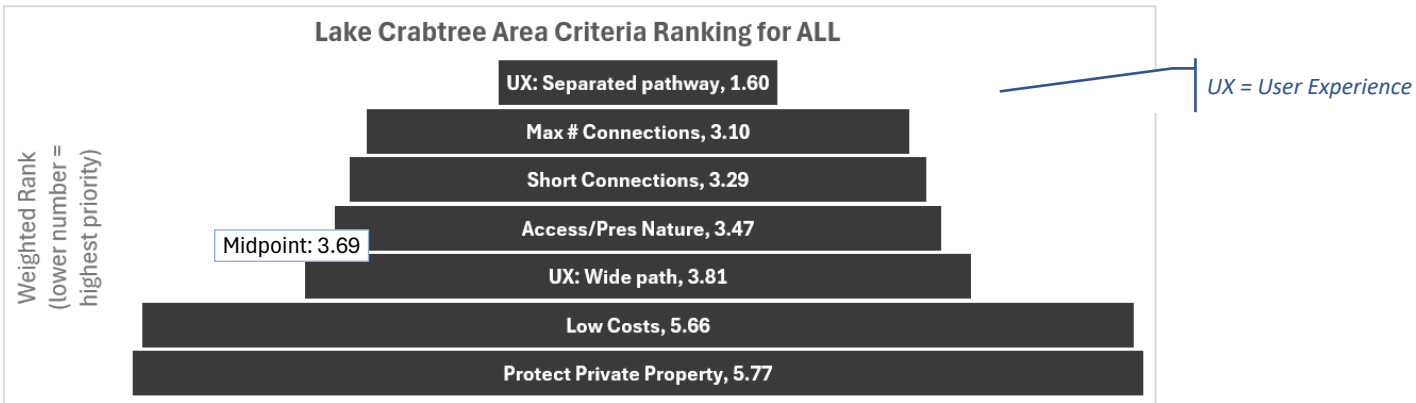 Lake Crabtree Area Criteria Ranking for ALL
UX: Separated pathway, 1.60
UX = User Experience
Max # Connections, 3.10
Short Connections, 3.29
Weighted Rank
(lower number =
highest priority)
Access/Pres Nature, 3.47
Midpoint: 3.69
UX: Wide path, 3.81
Low Costs, 5.66
Protect Private Property, 5.77